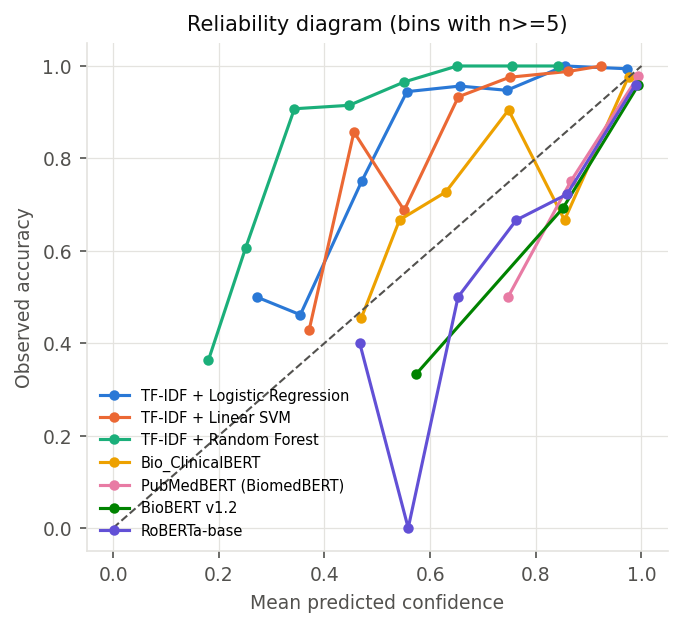 Reliability diagram (bins with n>=5)
Observed accuracy
1.0
0.8
0.6
0.4
0.2
0.0
TF-IDF + Logistic Regression
TF-IDF + Linear SVM
TF-IDF + Random Forest
Bio_ClinicalBERT
PubMedBERT (BiomedBERT)
BioBERT v1.2
RoBERTa-base
0.0 0.2 0.4 0.6 0.8 1.0
Mean predicted confidence